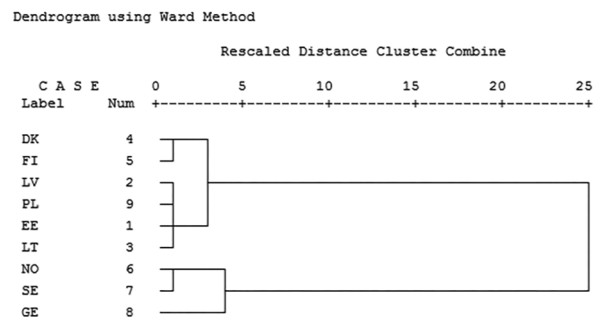 Dendrogram using Ward Method
Rescaled Distance Cluster Combine
C A S E 0 5 10 15 20 25
Label Num +---------+---------+---------+---------+---------+
DK 4
FI 5
LV 2
PL 9
EE 1
LT 3
NO 6
SE 7
GE 8